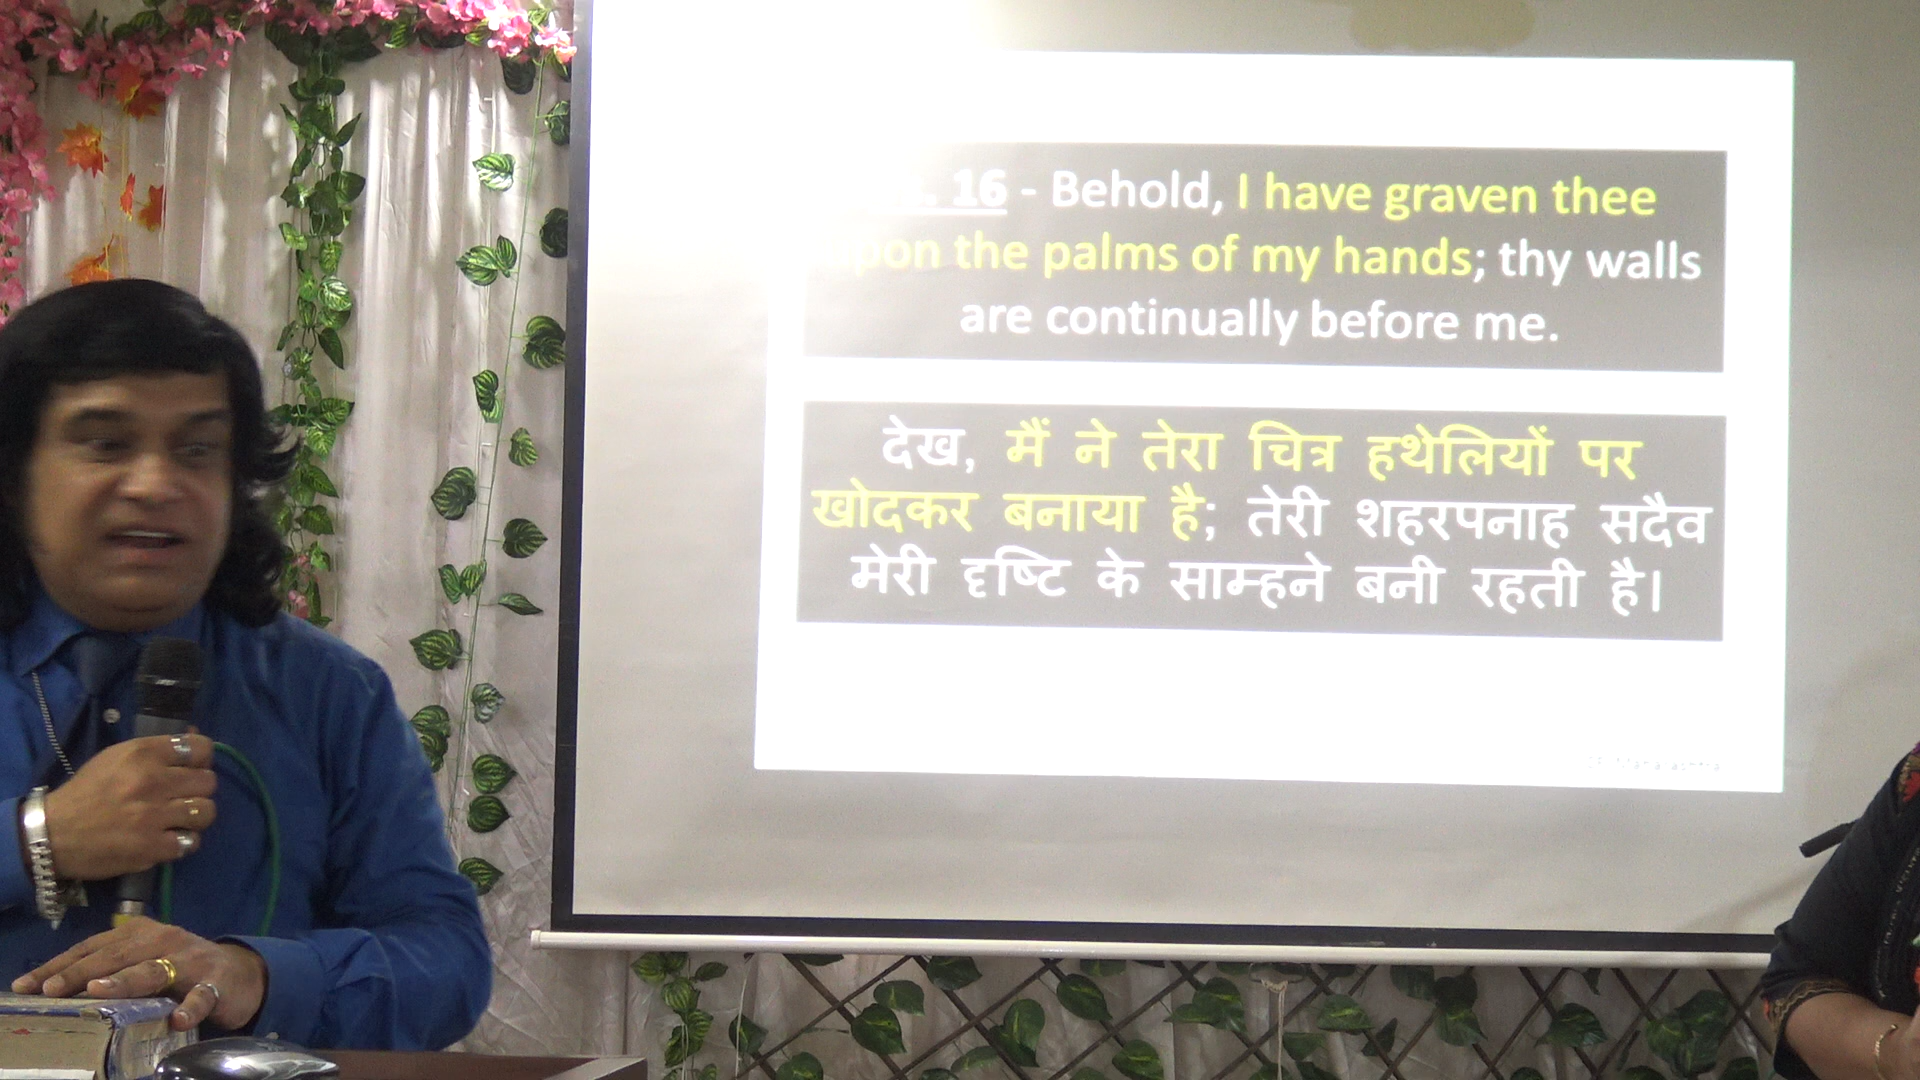 16 - Behold, I have graven thee
upon the palms of my hands; thy walls
are continually before me.
देख, मैं ने तेरा चित्र हथेलियों पर
खोदकर बनाया है; तेरी शहरपनाह सदैव
मेरी दृष्टि के साम्हने बनी रहती है।